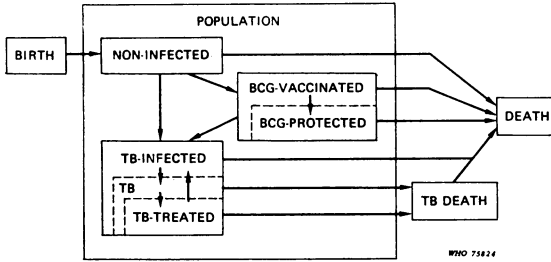 POPULATION
BIRTH
NON-INFECTED
BCG-VACCINATED
BCG-PROTECTED
DEATH
TB-INFECTED
TB
TB-TREATED
TB DEATH
WHO 75824